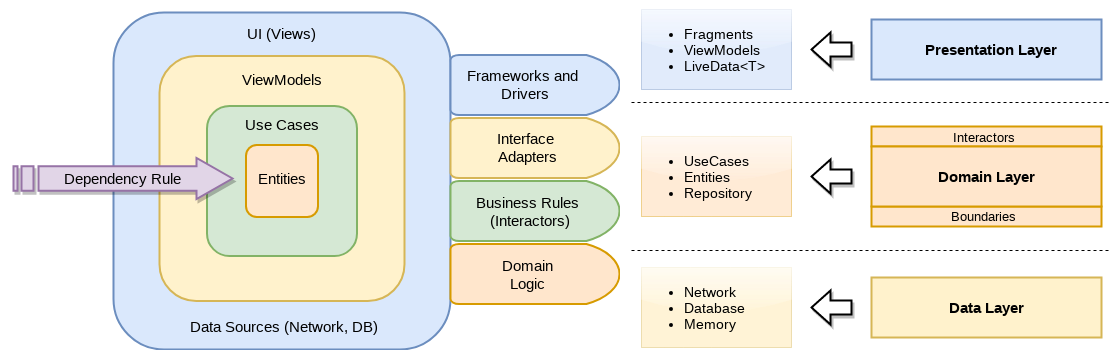 UI (Views)
ViewModels
Use Cases
Entities
Dependency Rule
Data Sources (Network, DB)
Frameworks and
Drivers
Interface
Adapters
Business Rules
(Interactors)
Domain
Logic
• Fragments
• ViewModels
• LiveData<T>
Presentation Layer
• UseCases
• Entities
• Repository
Interactors
Domain Layer
Boundaries
• Network
• Database
• Memory
Data Layer